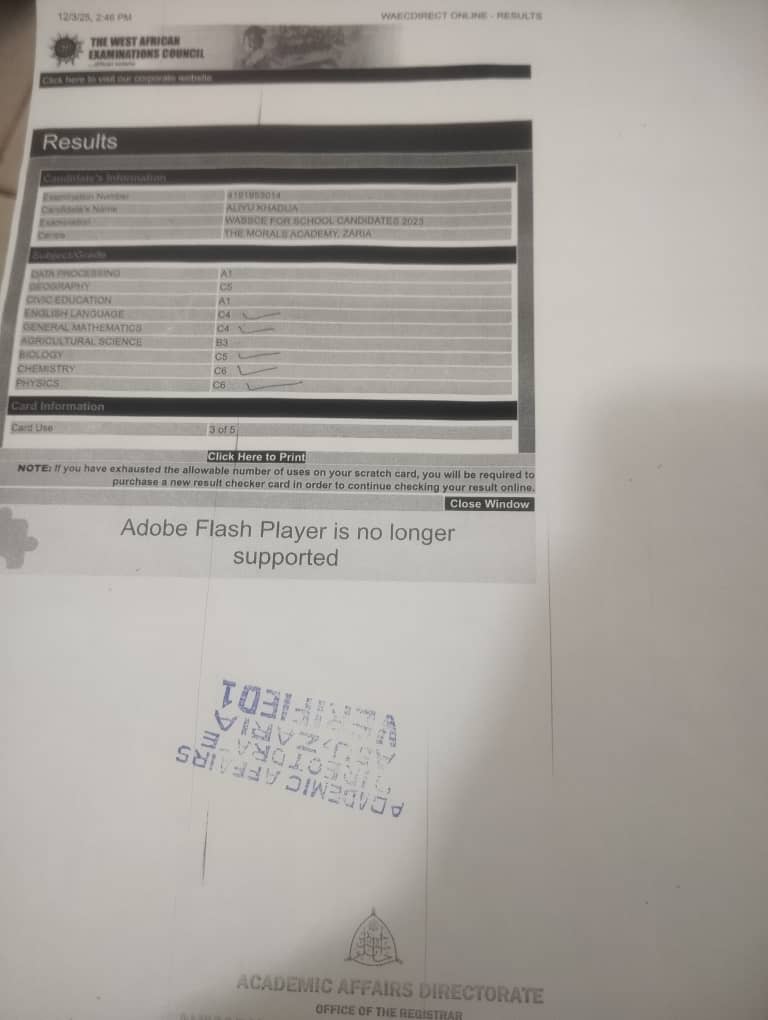 12/3/25, 2:46 PM WAECDIRECT ONLINE - RESULTS
THE WEST AFRICAN
EXAMINATIONS COUNCIL
Click here to visit our corporate website
Results
Candidate's Information
Examination Number 4191953014
Candidate's Name ALIYU KHADIJA
Examination WASSCE FOR SCHOOL CANDIDATES 2023
Centre THE MORALS ACADEMY, ZARIA
Subject/Grade
DATA PROCESSING A1
GEOGRAPHY C5
CIVIC EDUCATION A1
ENGLISH LANGUAGE C4
GENERAL MATHEMATICS C4
AGRICULTURAL SCIENCE B3
BIOLOGY C5
CHEMISTRY C6
PHYSICS C6
Card Information
Card Use 3 of 5
Click Here to Print
NOTE: If you have exhausted the allowable number of uses on your scratch card, you will be required to
purchase a new result checker card in order to continue checking your result online.
Close Window
Adobe Flash Player is no longer
supported
ACADEMIC AFFAIRS
ACADEMIC AFFAIRS DIRECTORATE
OFFICE OF THE REGISTRAR